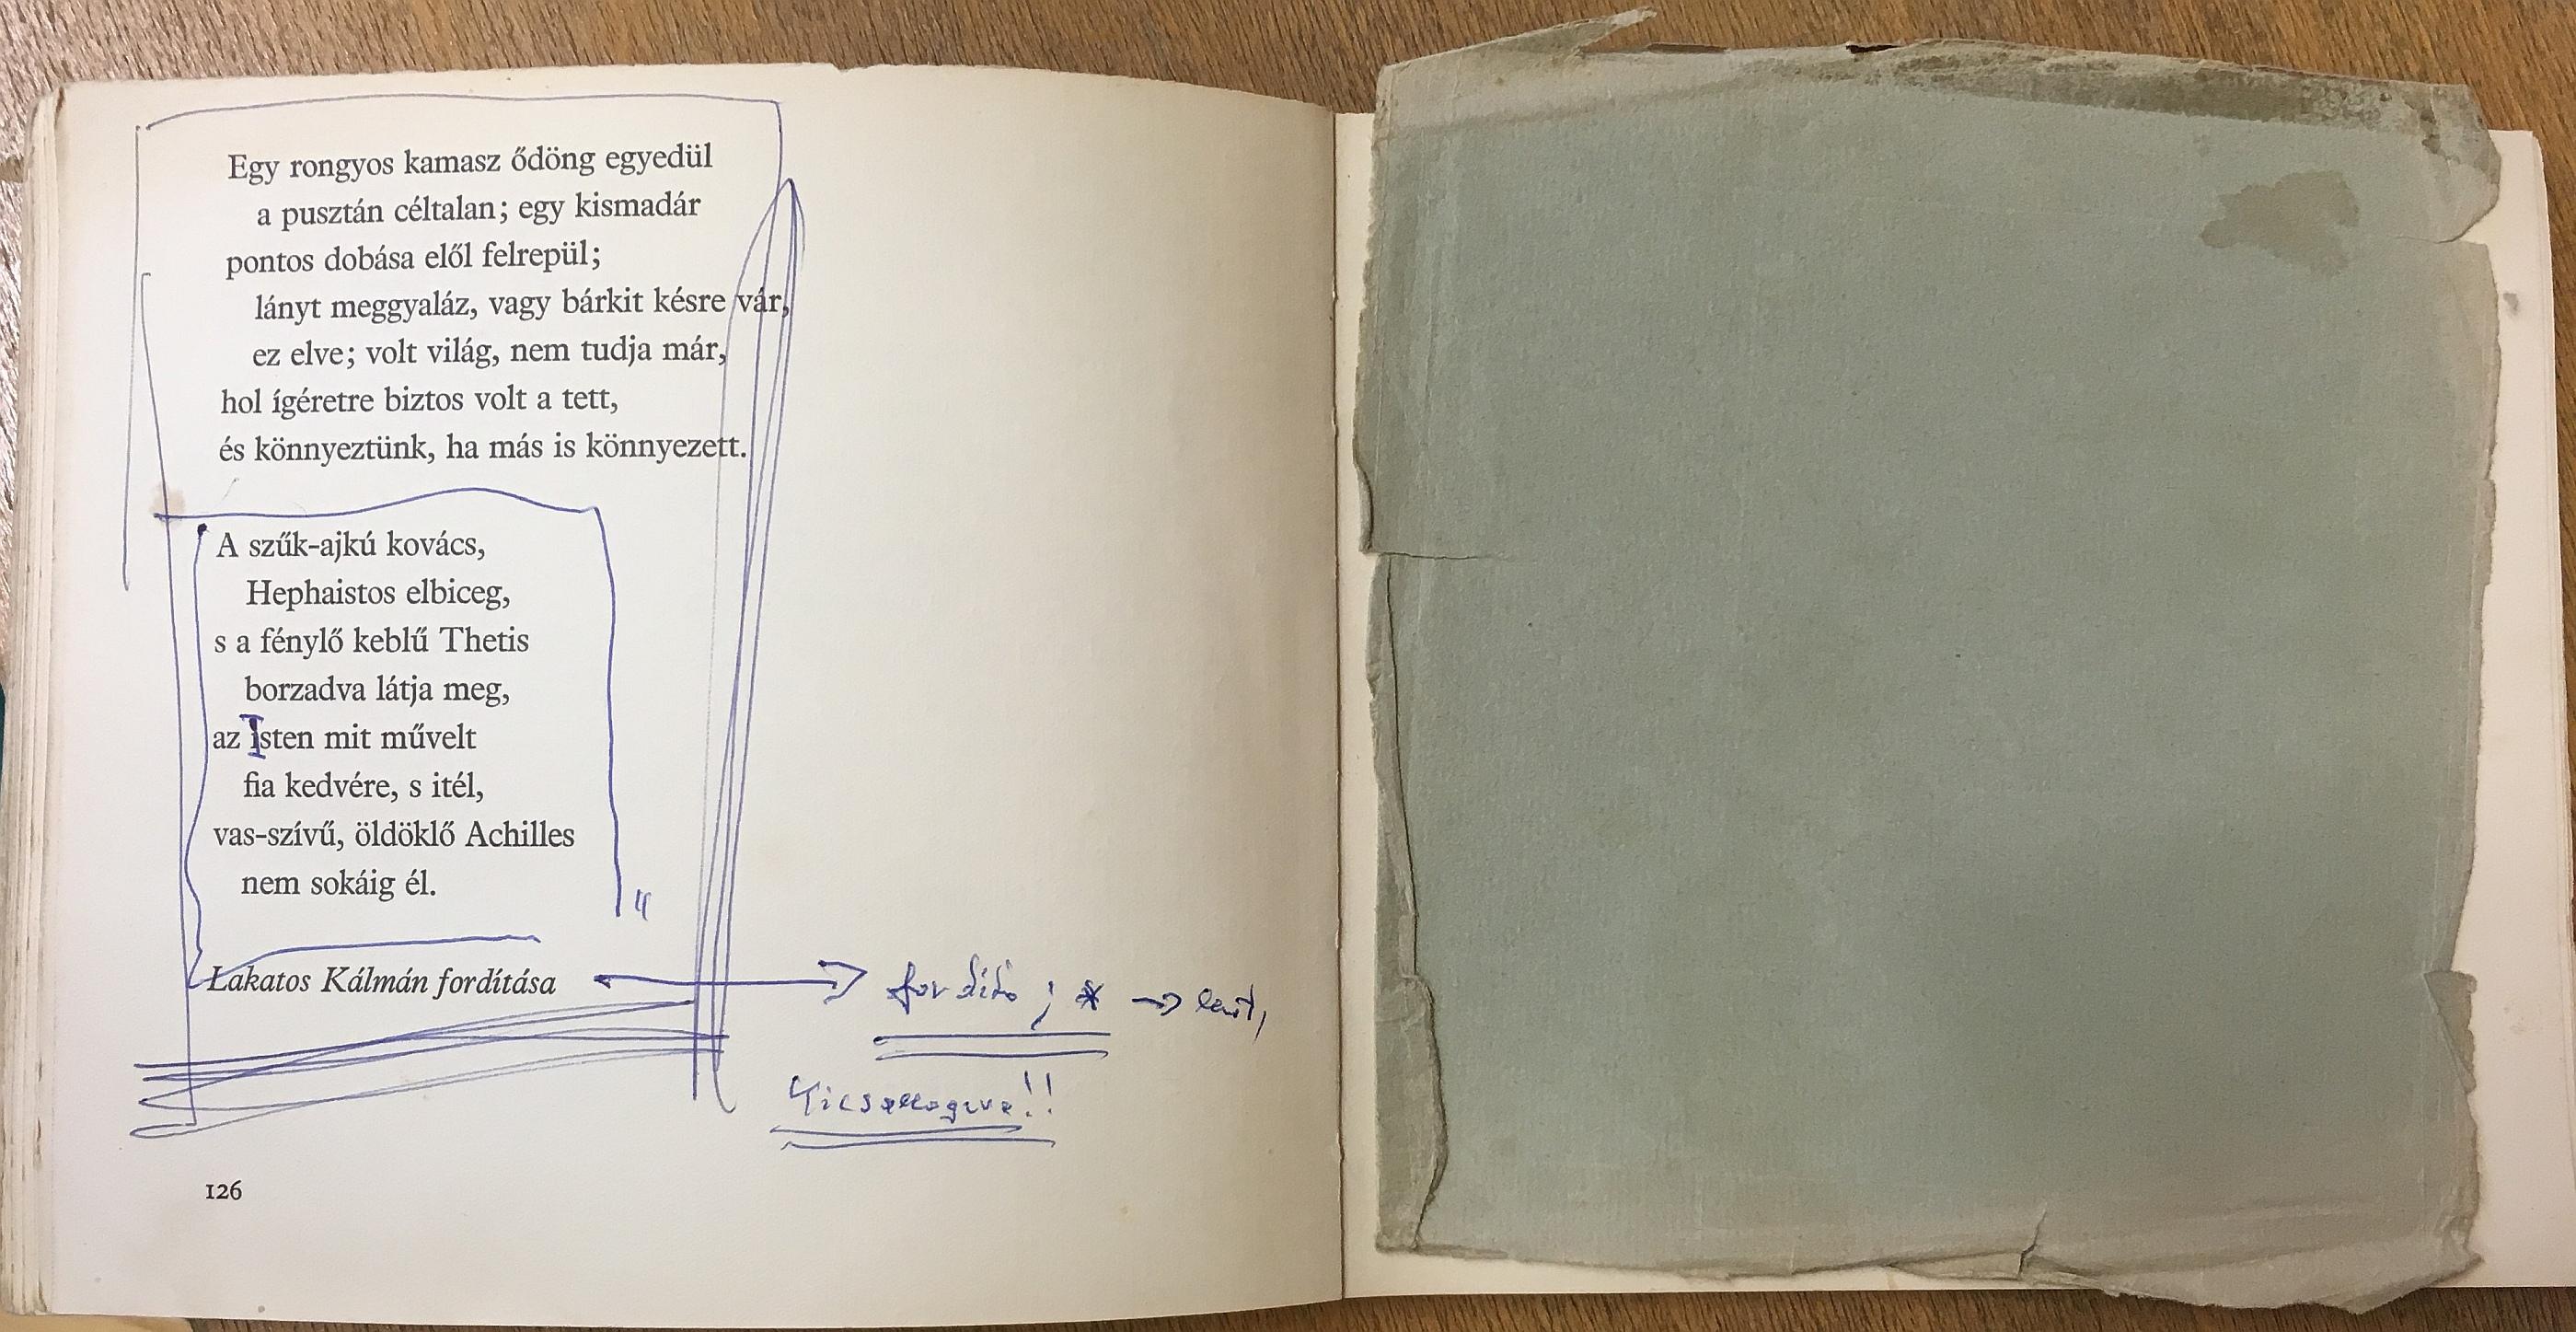 Egy rongyos kamasz ődöng egyedül
a pusztán céltalan; egy kismadár
pontos dobása elől felrepül;
lányt meggyaláz, vagy bárkit késre vár,
ez elve; volt világ, nem tudja már,
hol ígéretre biztos volt a tett,
és könnyeztünk, ha más is könnyezett.
A szűk-ajkú kovács,
Hephaistos elbiceg,
s a fénylő keblű Thetis
borzadva látja meg,
az Isten mit művelt
fia kedvére, s itél,
vas-szívű, öldöklő Achilles
nem sokáig él.
Lakatos Kálmán fordítása
fordító ; * →
126